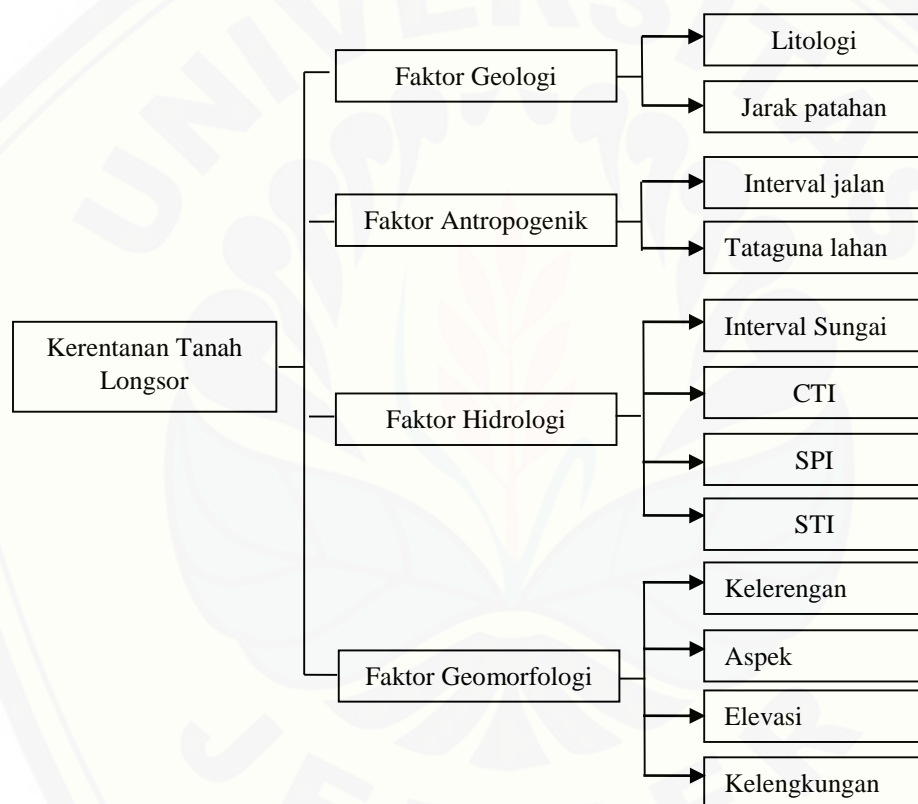 Kerentanan Tanah
Longsor
Faktor Geologi
Litologi
Jarak patahan
Faktor Antropogenik
Interval jalan
Tataguna lahan
Faktor Hidrologi
Interval Sungai
CTI
SPI
STI
Faktor Geomorfologi
Kelerengan
Aspek
Elevasi
Kelengkungan